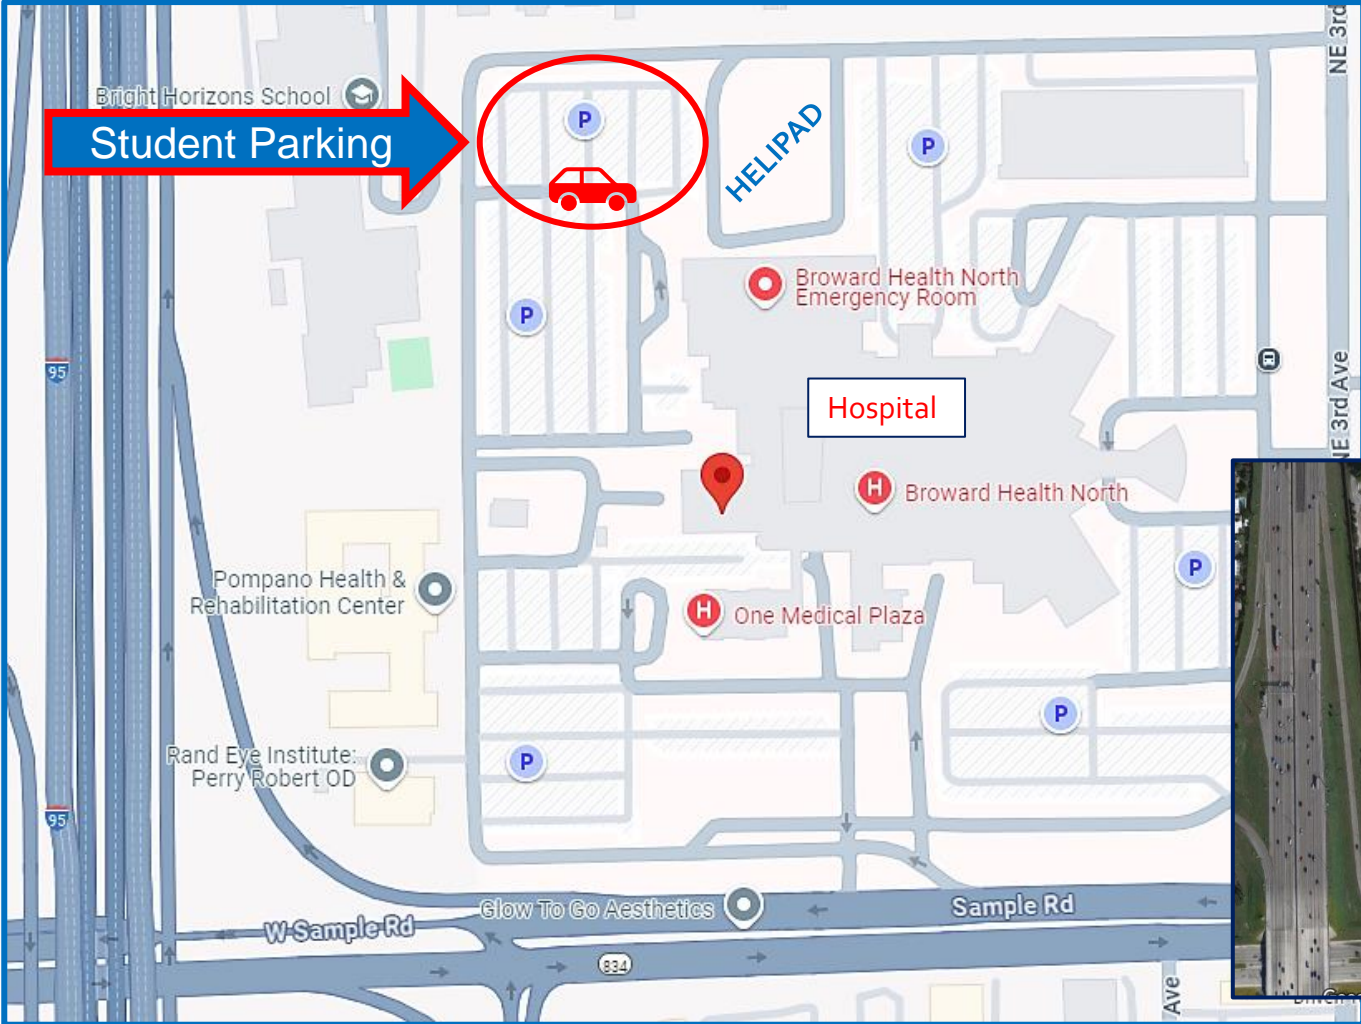 NE 3rd
Bright Horizons School
P
Student Parking
HELIPAD
P
Broward Health North
Emergency Room
P
95
NE 3rd Ave
Hospital
H
Broward Health North
P
Pompano Health &
Rehabilitation Center
H
One Medical Plaza
P
Rand Eye Institute:
Perry Robert OD
P
95
Glow To Go Aesthetics
Sample Rd
W Sample Rd
834
Ave